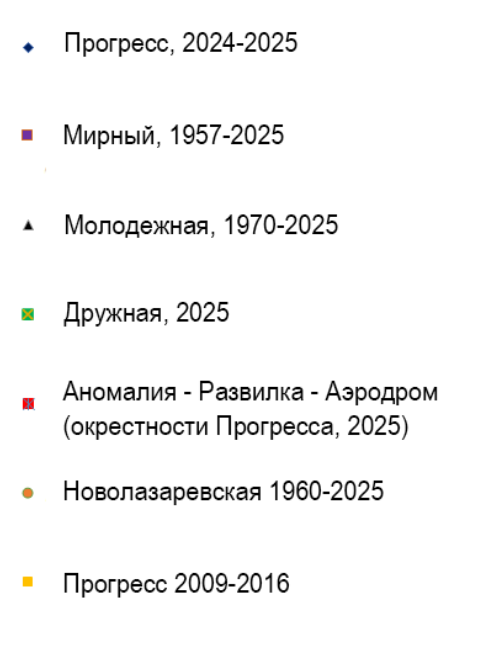 Прогресс, 2024-2025
Мирный, 1957-2025
Молодежная, 1970-2025
Дружная, 2025
Аномалия - Развилка - Аэродром
(окрестности Прогресса, 2025)
Новолазаревская 1960-2025
Прогресс 2009-2016